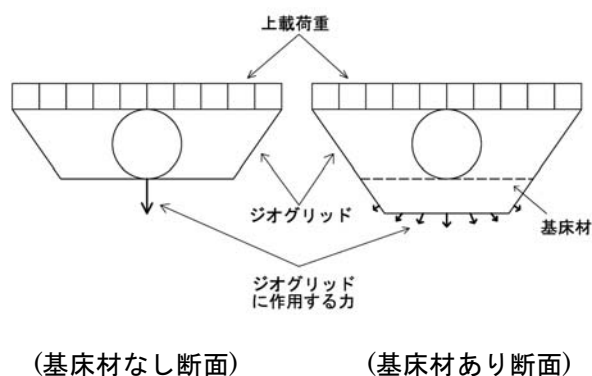 上載荷重
ジオグリッド
基床材
ジオグリッド
に作用する力
(基床材なし断面)
(基床材あり断面)